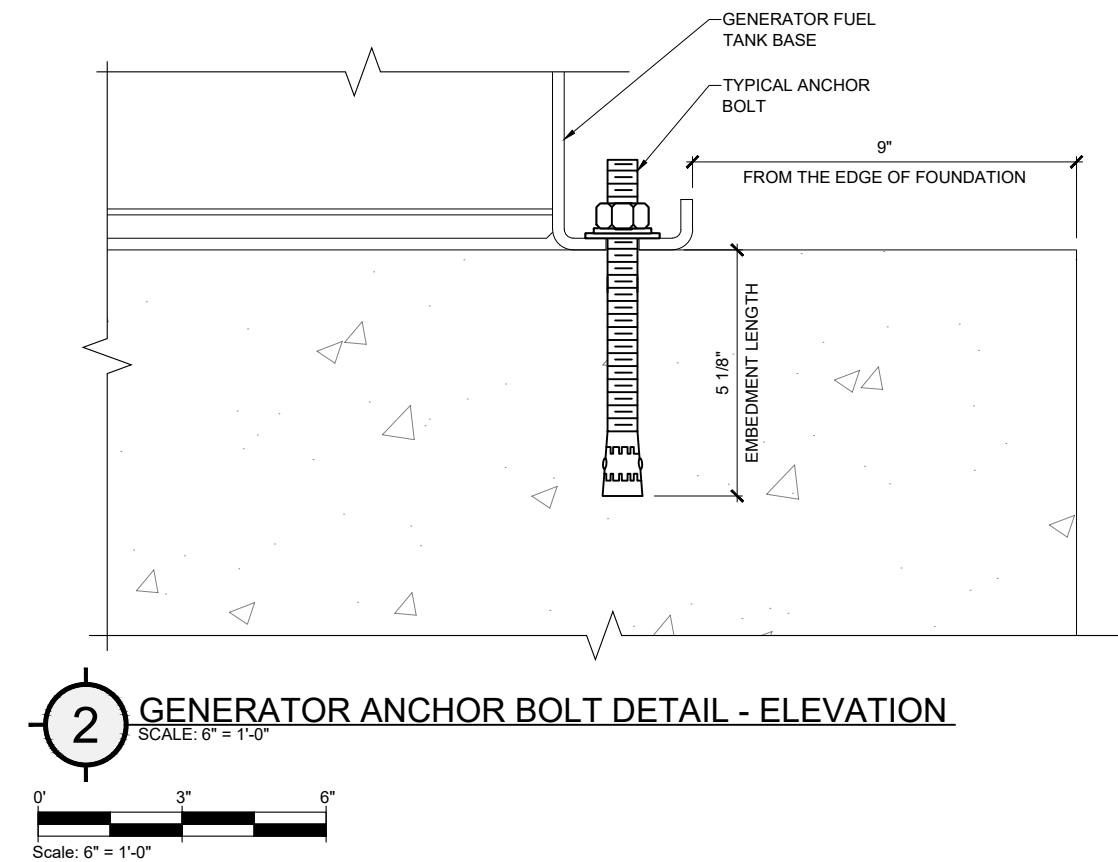 GENERATOR FUEL
TANK BASE
TYPICAL ANCHOR
BOLT
9"
FROM THE EDGE OF FOUNDATION
5 1/8"
EMBEDMENT LENGTH
2
GENERATOR ANCHOR BOLT DETAIL - ELEVATION
SCALE: 6" = 1'-0"
0' 3" 6"
Scale: 6" = 1'-0"